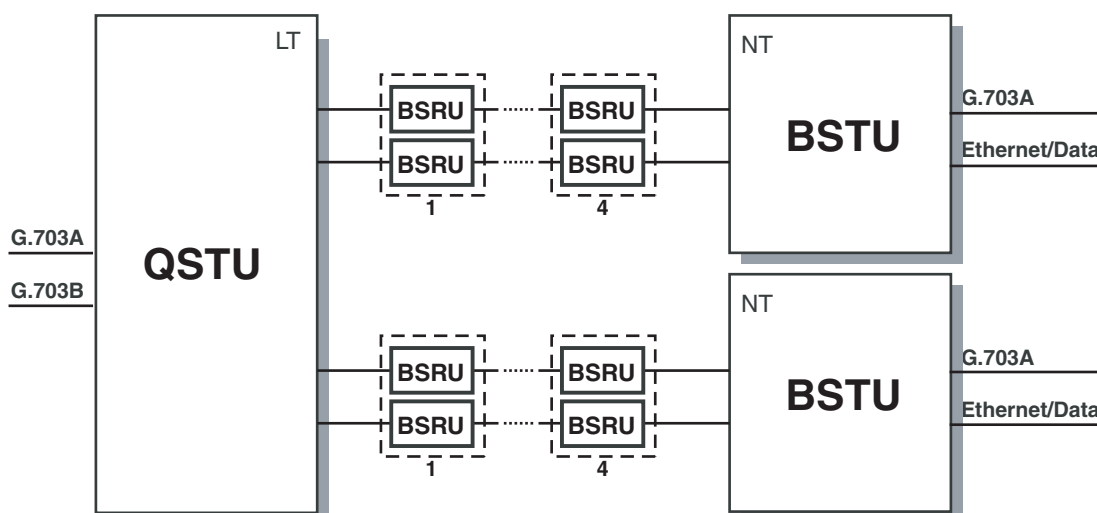 LT
NT
BSRU
BSRU
BSTU
G.703A
BSRU
BSRU
Ethernet/Data
1
4
G.703A
QSTU
G.703B
NT
BSRU
BSRU
G.703A
BSTU
BSRU
BSRU
Ethernet/Data
1
4